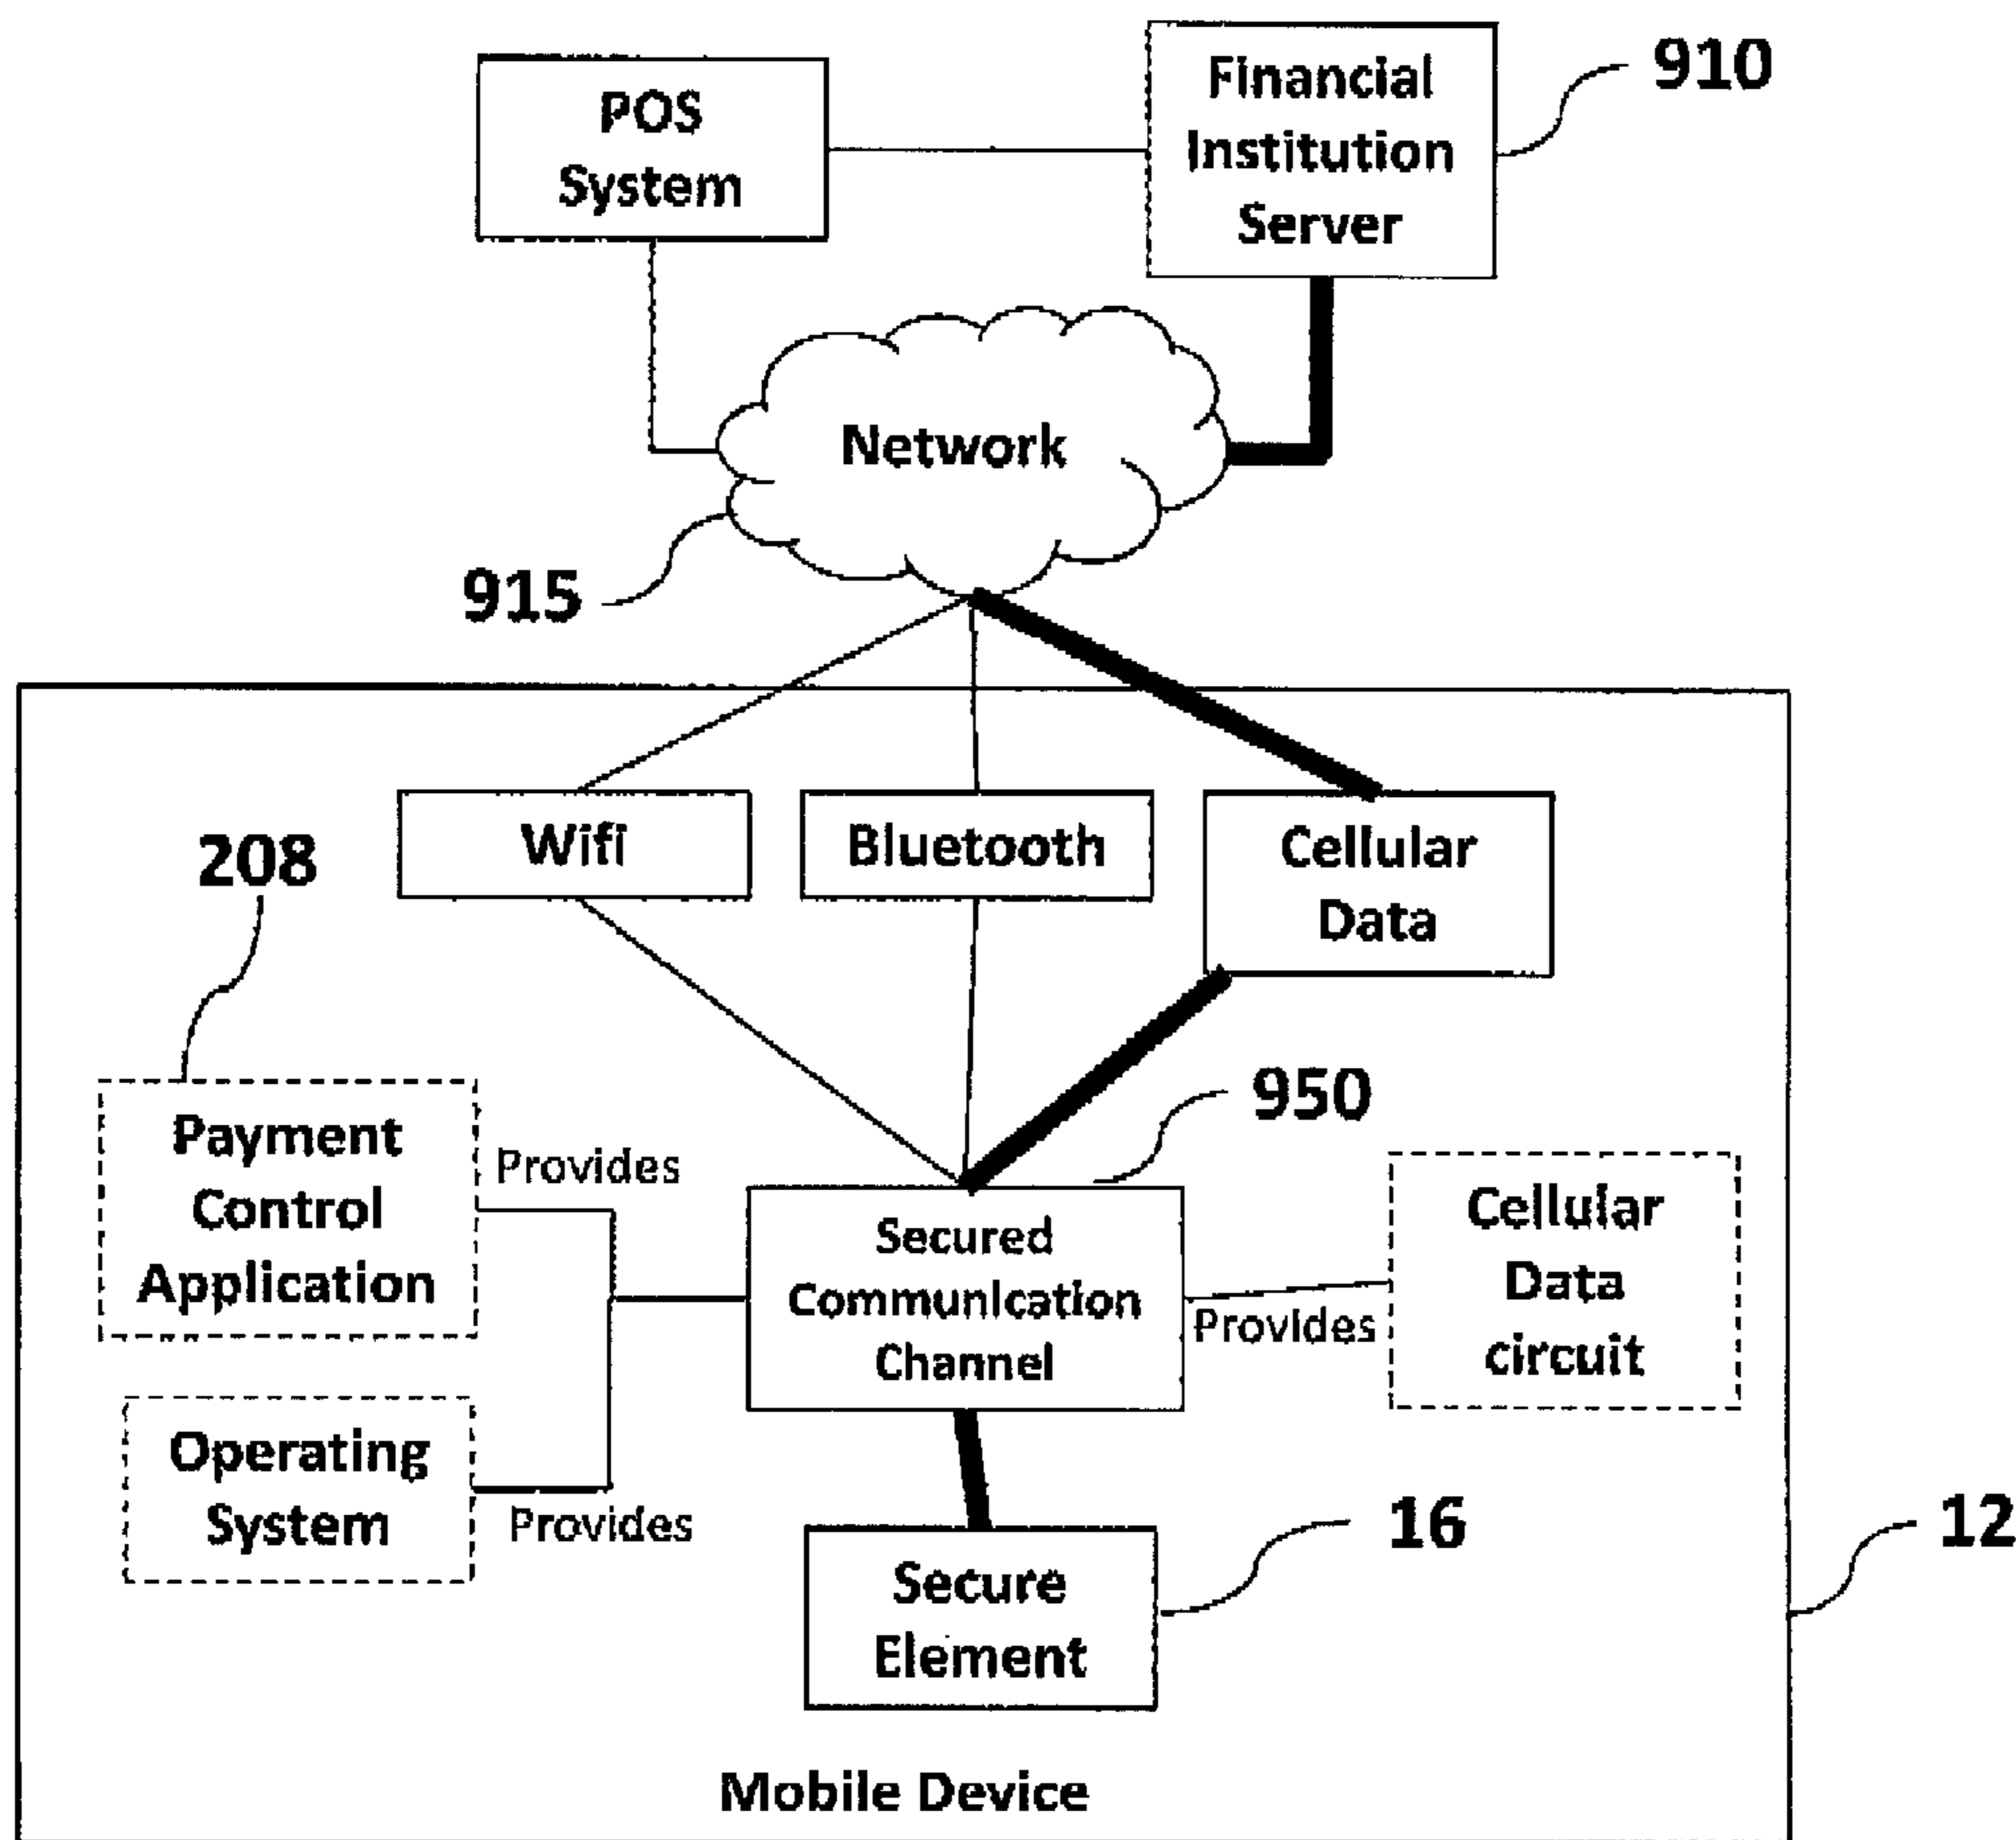 POS
System
Financial
Institution
Server
910
Network
915
Wifi
Bluetooth
Cellular
Data
208
Payment
Control
Application
Provides
950
Secured
Communication
Channel
Provides
Cellular
Data
circuit
Operating
System
Provides
Secure
Element
16
12
Mobile Device